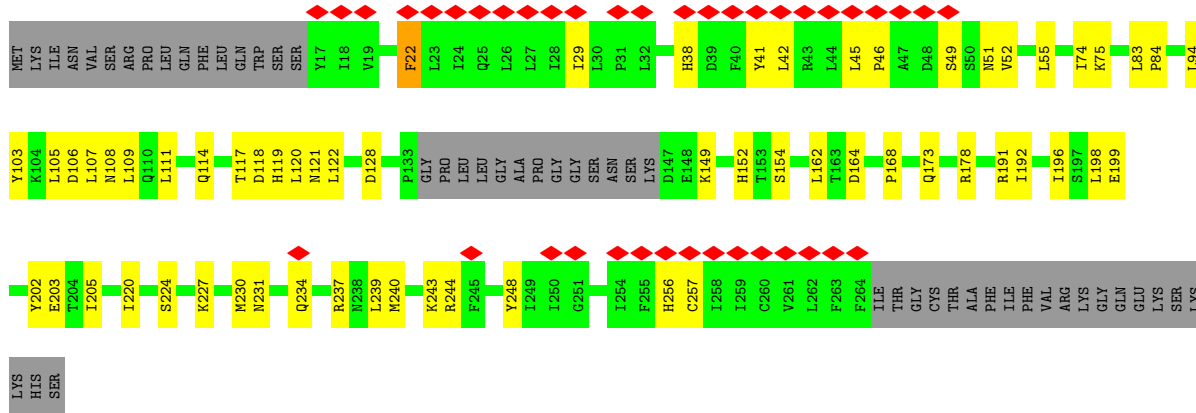 MET LYS ILE ASN VAL SER ARG PRO LEU GLN PHE LEU GLN TRP SER SER Y17 I18 V19 F22 L23 I24 Q25 L26 L27 I28 I29 L30 P31 L32 H38 D39 F40 Y41 L42 R43 L44 L45 P46 A47 D48 S49 S50 N51 V52 L55 I74 K75 L83 P84 L94
Y103 K104 L105 D106 L107 N108 L109 Q110 L111 Q114 T117 D118 H119 L120 N121 L122 D128 P133 GLY PRO LEU LEU GLY ALA PRO GLY GLY SER ASN SER LYS D147 E148 K149 H152 T153 S154 L162 T163 D164 P168 Q173 R178 R191 I192 I196 S197 L198 E199
Y202 E203 T204 I205 I220 S224 K227 M230 N231 Q234 R237 N238 L239 M240 K243 R244 F245 Y248 I249 I250 G251 I254 F255 H256 C257 I258 I259 C260 V261 L262 F263 F264 ILE THR GLY CYS THR ALA PHE ILE PHE VAL ARG LYS GLY GLN GLU LYS SER LYS
LYS HIS SER